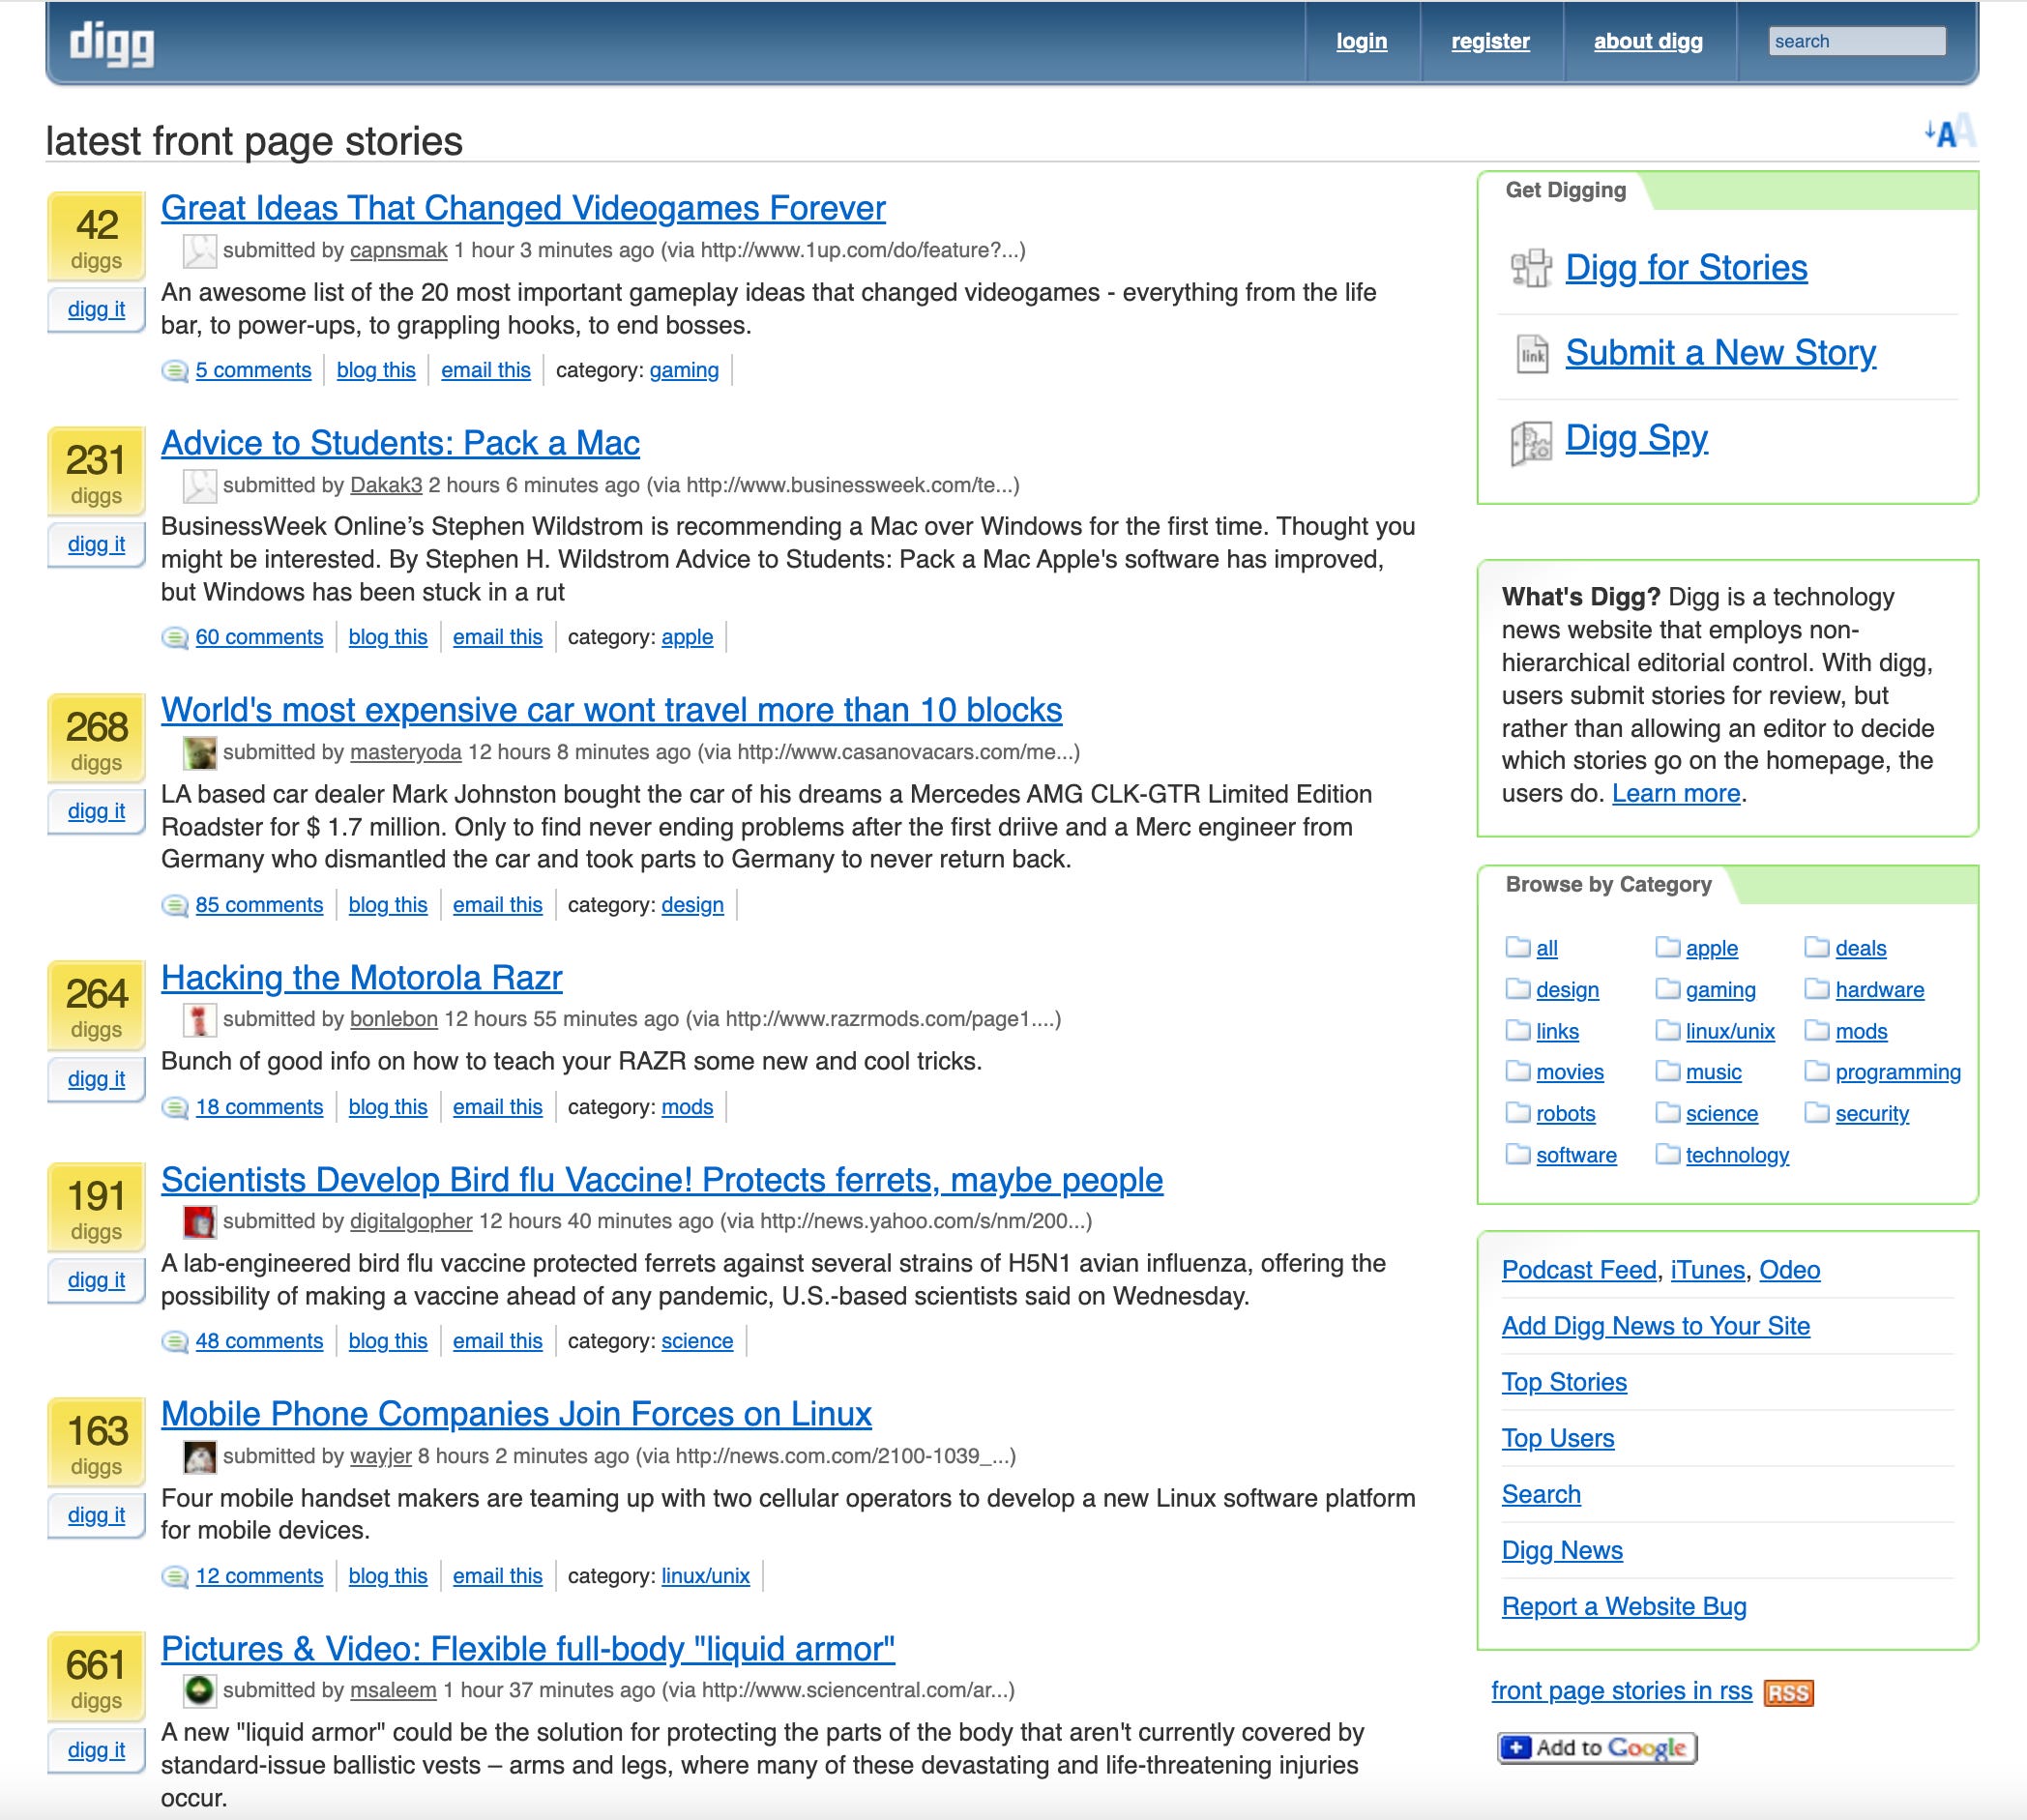 digg
login
register
about digg
search
latest front page stories
AA
42
diggs
digg it
Great Ideas That Changed Videogames Forever
submitted by capnsmak 1 hour 3 minutes ago (via http://www.1up.com/do/feature?...)
An awesome list of the 20 most important gameplay ideas that changed videogames - everything from the life
bar, to power-ups, to grappling hooks, to end bosses.
5 comments
blog this
email this
category: gaming
231
diggs
digg it
Advice to Students: Pack a Mac
submitted by Dakak3 2 hours 6 minutes ago (via http://www.businessweek.com/te...)
BusinessWeek Online’s Stephen Wildstrom is recommending a Mac over Windows for the first time. Thought you
might be interested. By Stephen H. Wildstrom Advice to Students: Pack a Mac Apple's software has improved,
but Windows has been stuck in a rut
60 comments
blog this
email this
category: apple
268
diggs
digg it
World's most expensive car wont travel more than 10 blocks
submitted by masteryoda 12 hours 8 minutes ago (via http://www.casanovacars.com/me...)
LA based car dealer Mark Johnston bought the car of his dreams a Mercedes AMG CLK-GTR Limited Edition
Roadster for $ 1.7 million. Only to find never ending problems after the first driive and a Merc engineer from
Germany who dismantled the car and took parts to Germany to never return back.
85 comments
blog this
email this
category: design
264
diggs
digg it
Hacking the Motorola Razr
submitted by bonlebon 12 hours 55 minutes ago (via http://www.razrmods.com/page1....)
Bunch of good info on how to teach your RAZR some new and cool tricks.
18 comments
blog this
email this
category: mods
191
diggs
digg it
Scientists Develop Bird flu Vaccine! Protects ferrets, maybe people
submitted by digitalgopher 12 hours 40 minutes ago (via http://news.yahoo.com/s/nm/200...)
A lab-engineered bird flu vaccine protected ferrets against several strains of H5N1 avian influenza, offering the
possibility of making a vaccine ahead of any pandemic, U.S.-based scientists said on Wednesday.
48 comments
blog this
email this
category: science
163
diggs
digg it
Mobile Phone Companies Join Forces on Linux
submitted by wayjer 8 hours 2 minutes ago (via http://news.com.com/2100-1039_...)
Four mobile handset makers are teaming up with two cellular operators to develop a new Linux software platform
for mobile devices.
12 comments
blog this
email this
category: linux/unix
661
diggs
digg it
Pictures & Video: Flexible full-body "liquid armor"
submitted by msaleem 1 hour 37 minutes ago (via http://www.sciencentral.com/ar...)
A new "liquid armor" could be the solution for protecting the parts of the body that aren't currently covered by
standard-issue ballistic vests – arms and legs, where many of these devastating and life-threatening injuries
occur.
Get Digging
Digg for Stories
link
Submit a New Story
Digg Spy
What's Digg? Digg is a technology
news website that employs non-
hierarchical editorial control. With digg,
users submit stories for review, but
rather than allowing an editor to decide
which stories go on the homepage, the
users do. Learn more.
Browse by Category
all
apple
deals
design
gaming
hardware
links
linux/unix
mods
movies
music
programming
robots
science
security
software
technology
Podcast Feed, iTunes, Odeo
Add Digg News to Your Site
Top Stories
Top Users
Search
Digg News
Report a Website Bug
front page stories in rss
RSS
Add to Google